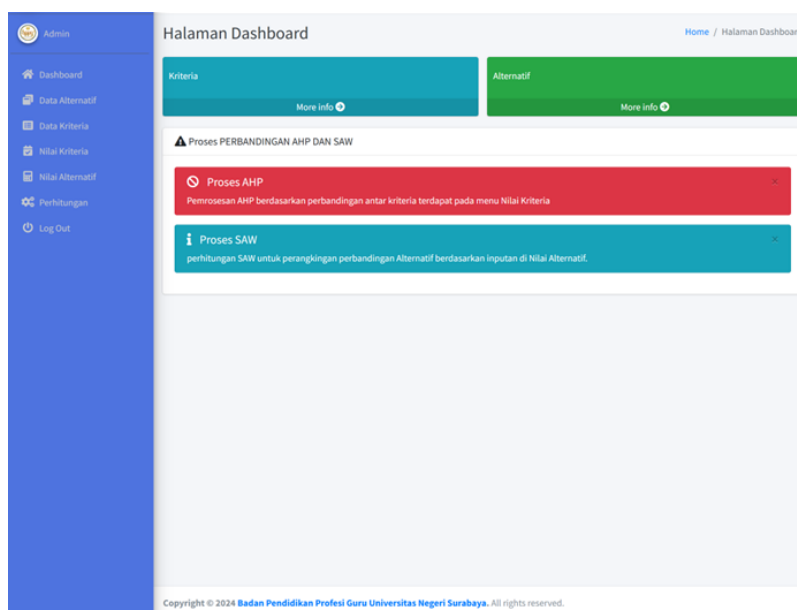 Admin
Dashboard
Data Alternatif
Data Kriteria
Nilai Kriteria
Nilai Alternatif
Perhitungan
Log Out
Halaman Dashboard
Home / Halaman Dashboar
Kriteria
More info
Alternatif
More info
Proses PERBANDINGAN AHP DAN SAW
Proses AHP
×
Pemrosesan AHP berdasarkan perbandingan antar kriteria terdapat pada menu Nilai Kriteria
Proses SAW
×
perhitungan SAW untuk perangkingan perbandingan Alternatif berdasarkan inputan di Nilai Alternatif.
Copyright © 2024 Badan Pendidikan Profesi Guru Universitas Negeri Surabaya. All rights reserved.